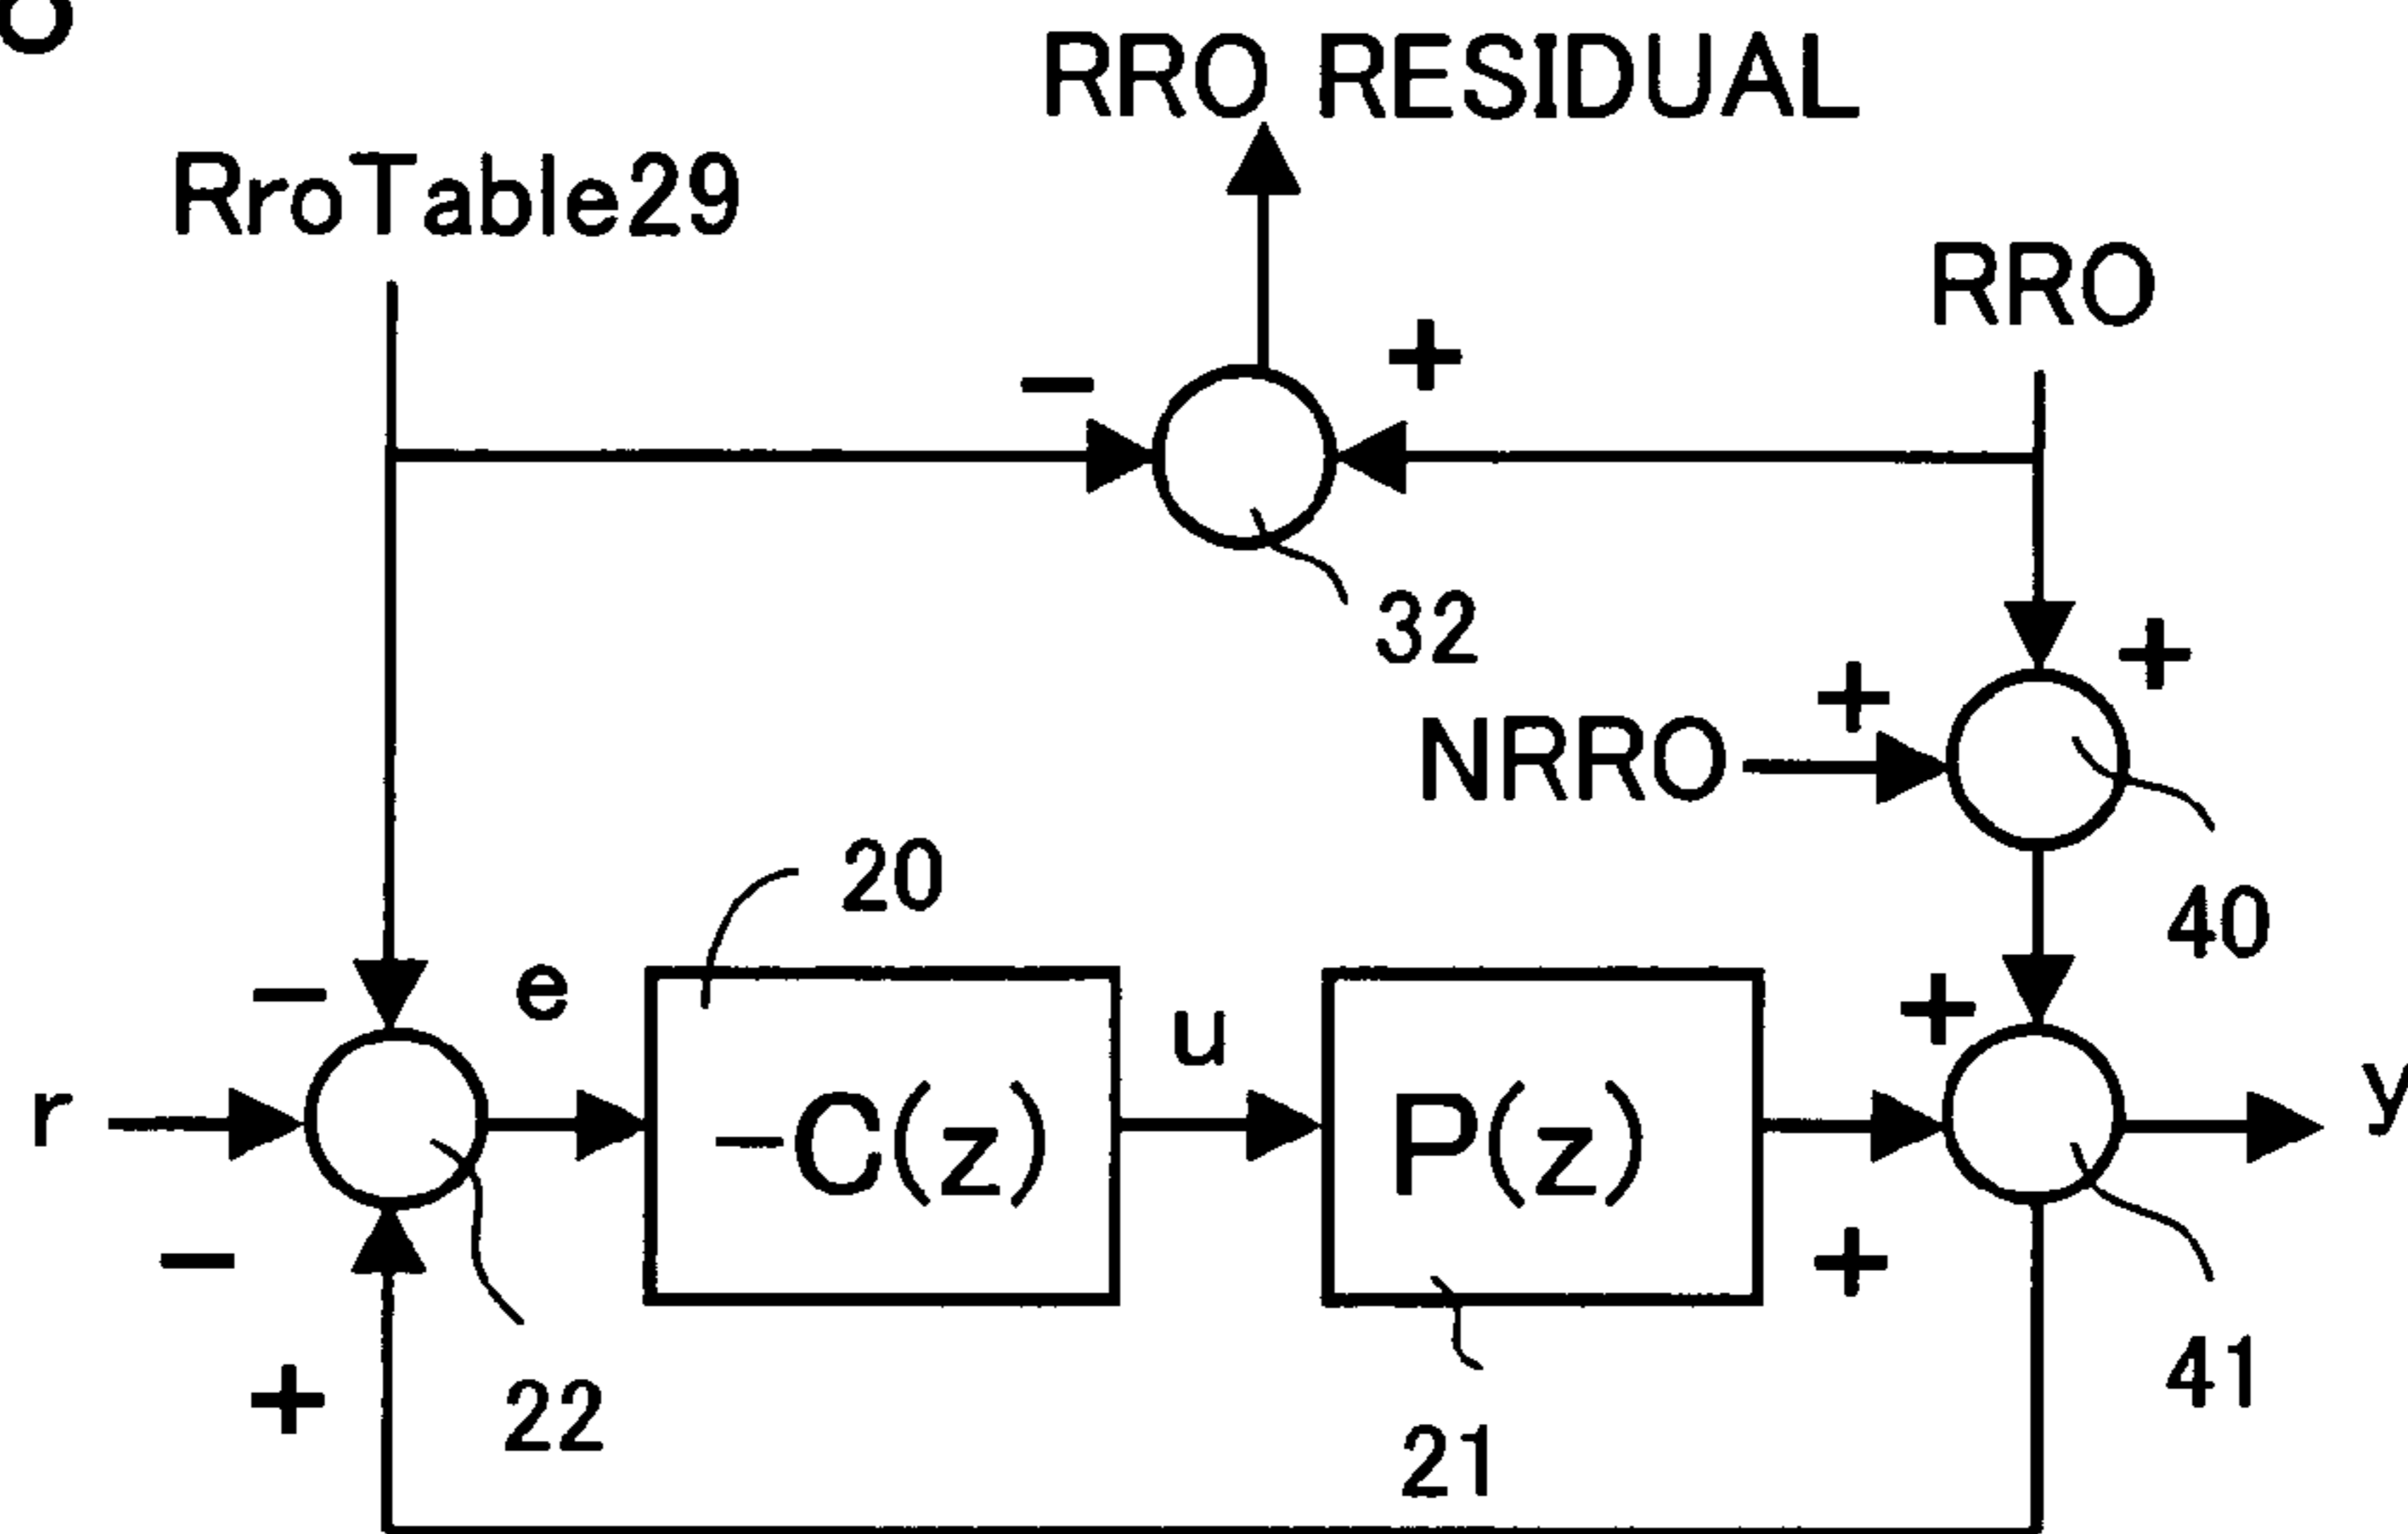 RRO RESIDUAL
RroTable29
RRO
− +
32
+ +
NRRO
20
40
− e
u
+
r
−C(z)
P(z)
y
−
+
+
22
21
41